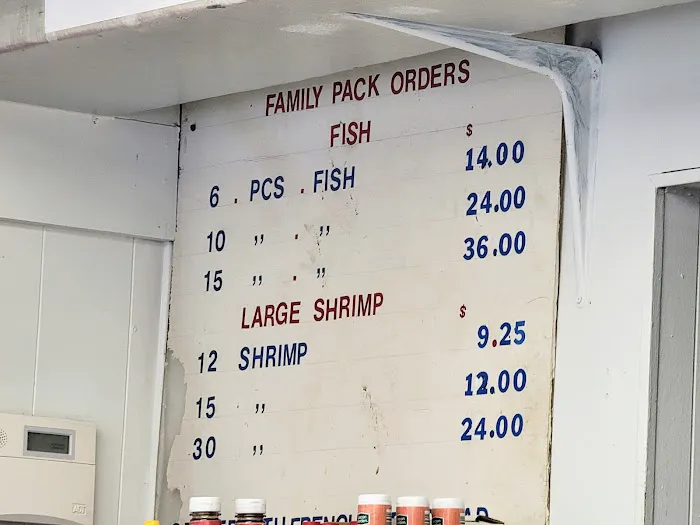 FAMILY PACK ORDERS
FISH
6 . PCS . FISH $ 14.00
10 ,, . ,, 24.00
15 ,, . ,, 36.00
LARGE SHRIMP
12 SHRIMP $ 9.25
15 ,, 12.00
30 ,, 24.00